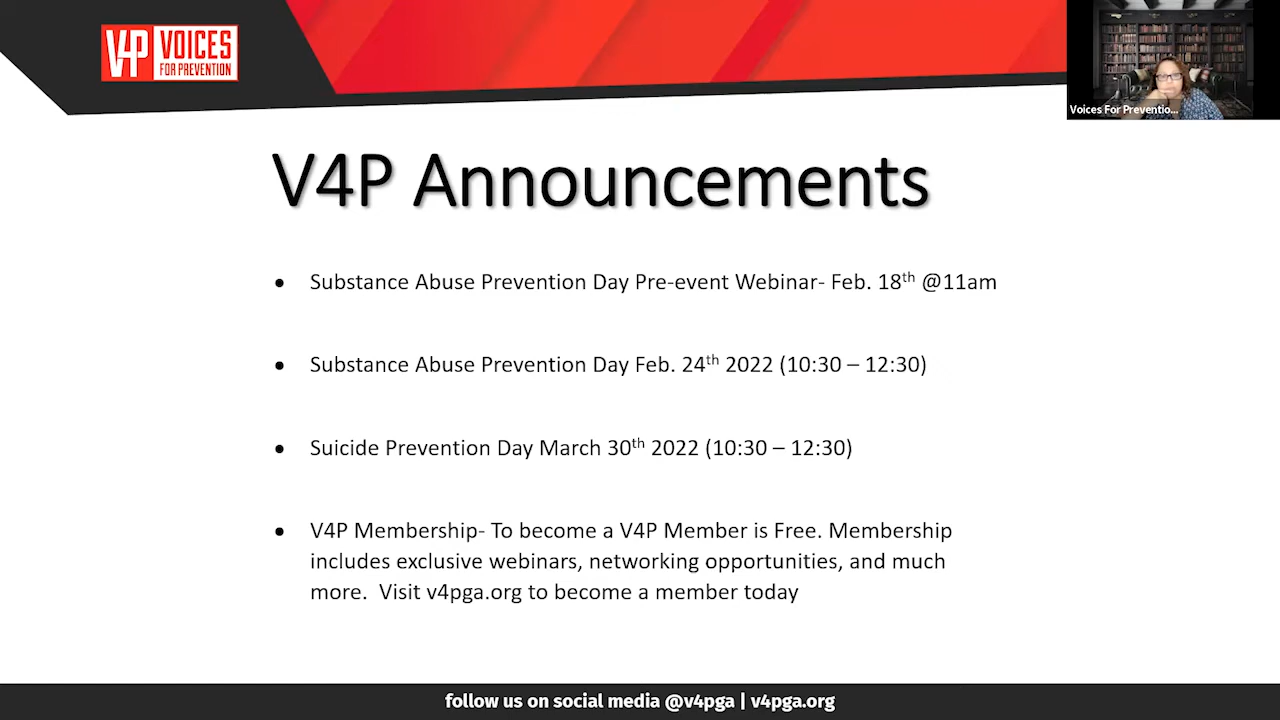 V4P VOICES
FOR PREVENTION
Voices For Preventio...
V4P Announcements
• Substance Abuse Prevention Day Pre-event Webinar- Feb. 18th @11am
• Substance Abuse Prevention Day Feb. 24th 2022 (10:30 – 12:30)
• Suicide Prevention Day March 30th 2022 (10:30 – 12:30)
• V4P Membership- To become a V4P Member is Free. Membership
includes exclusive webinars, networking opportunities, and much
more.  Visit v4pga.org to become a member today
follow us on social media @v4pga | v4pga.org